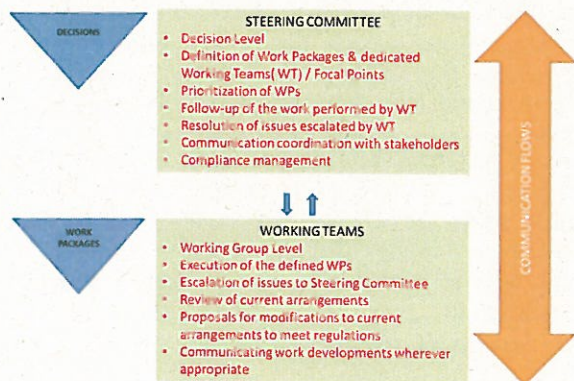 DECISIONS
STEERING COMMITTEE
• Decision Level
• Definition of Work Packages & dedicated
Working Teams( WT) / Focal Points
• Prioritization of WPs
• Follow-up of the work performed by WT
• Resolution of issues escalated by WT
• Communication coordination with stakeholders
• Compliance management
WORK
PACKAGES
WORKING TEAMS
• Working Group Level
• Execution of the defined WPs
• Escalation of issues to Steering Committee
• Review of current arrangements
• Proposals for modifications to current
arrangements to meet regulations
• Communicating work developments wherever
appropriate
COMMUNICATION FLOWS